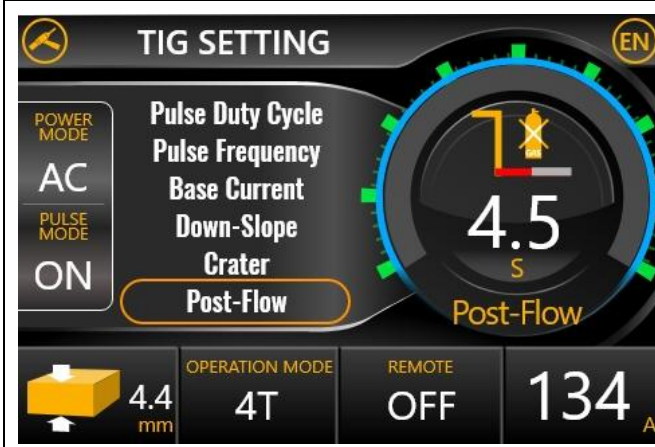 TIG SETTING
EN
POWER
MODE
AC
PULSE
MODE
ON
Pulse Duty Cycle
Pulse Frequency
Base Current
Down-Slope
Crater
Post-Flow
GAS
4.5
S
Post-Flow
4.4
mm
OPERATION MODE
4T
REMOTE
OFF
134
A